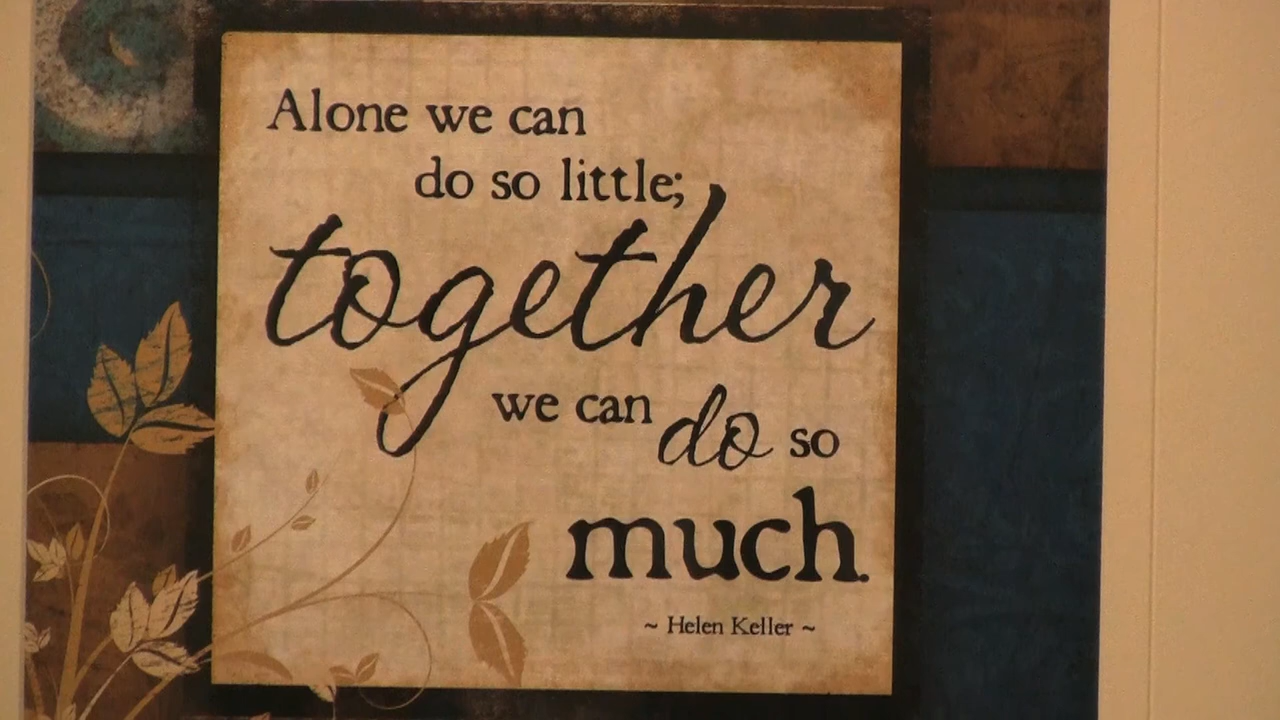 Alone we can
do so little;
together
we can do so
much.
~ Helen Keller ~